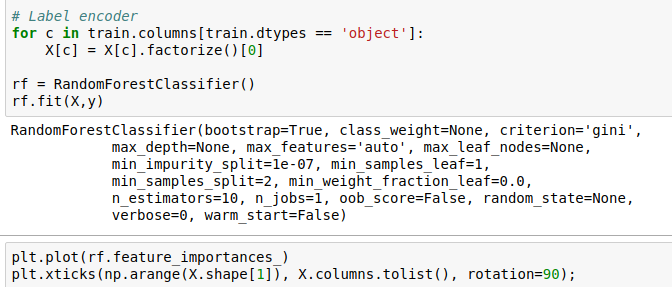 # Label encoder
for c in train.columns[train.dtypes == 'object']:
    X[c] = X[c].factorize()[0]
rf = RandomForestClassifier()
rf.fit(X,y)
RandomForestClassifier(bootstrap=True, class_weight=None, criterion='gini',
            max_depth=None, max_features='auto', max_leaf_nodes=None,
            min_impurity_split=1e-07, min_samples_leaf=1,
            min_samples_split=2, min_weight_fraction_leaf=0.0,
            n_estimators=10, n_jobs=1, oob_score=False, random_state=None,
            verbose=0, warm_start=False)
plt.plot(rf.feature_importances_)
plt.xticks(np.arange(X.shape[1]), X.columns.tolist(), rotation=90);